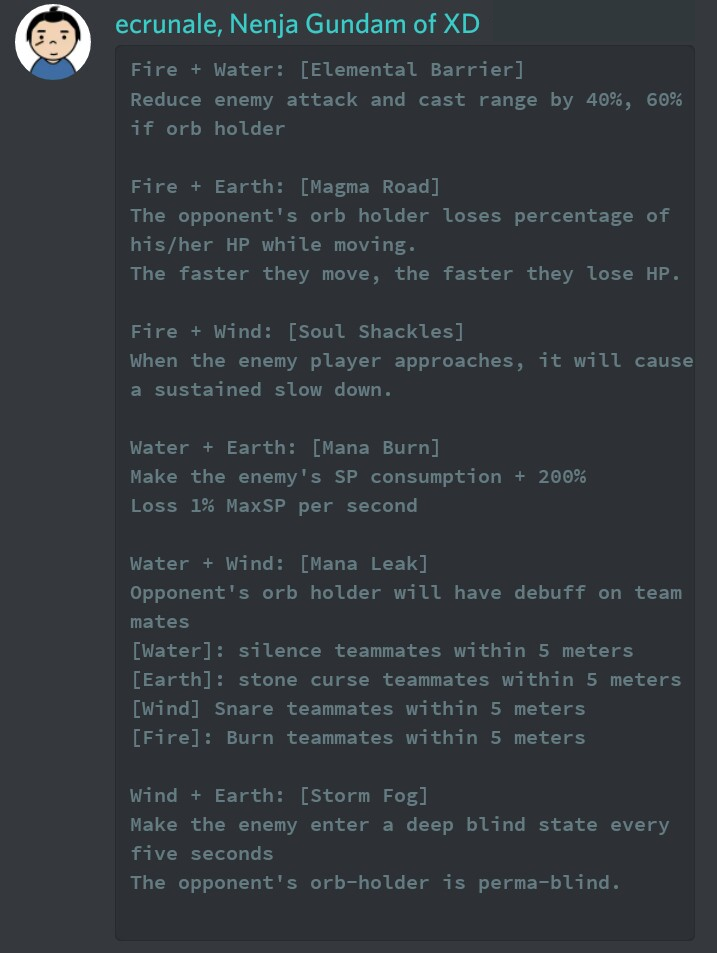 ecrunale, Nenja Gundam of XD
Fire + Water: [Elemental Barrier]
Reduce enemy attack and cast range by 40%, 60%
if orb holder
Fire + Earth: [Magma Road]
The opponent's orb holder loses percentage of
his/her HP while moving.
The faster they move, the faster they lose HP.
Fire + Wind: [Soul Shackles]
When the enemy player approaches, it will cause
a sustained slow down.
Water + Earth: [Mana Burn]
Make the enemy's SP consumption + 200%
Loss 1% MaxSP per second
Water + Wind: [Mana Leak]
Opponent's orb holder will have debuff on team
mates
[Water]: silence teammates within 5 meters
[Earth]: stone curse teammates within 5 meters
[Wind] Snare teammates within 5 meters
[Fire]: Burn teammates within 5 meters
Wind + Earth: [Storm Fog]
Make the enemy enter a deep blind state every
five seconds
The opponent's orb-holder is perma-blind.